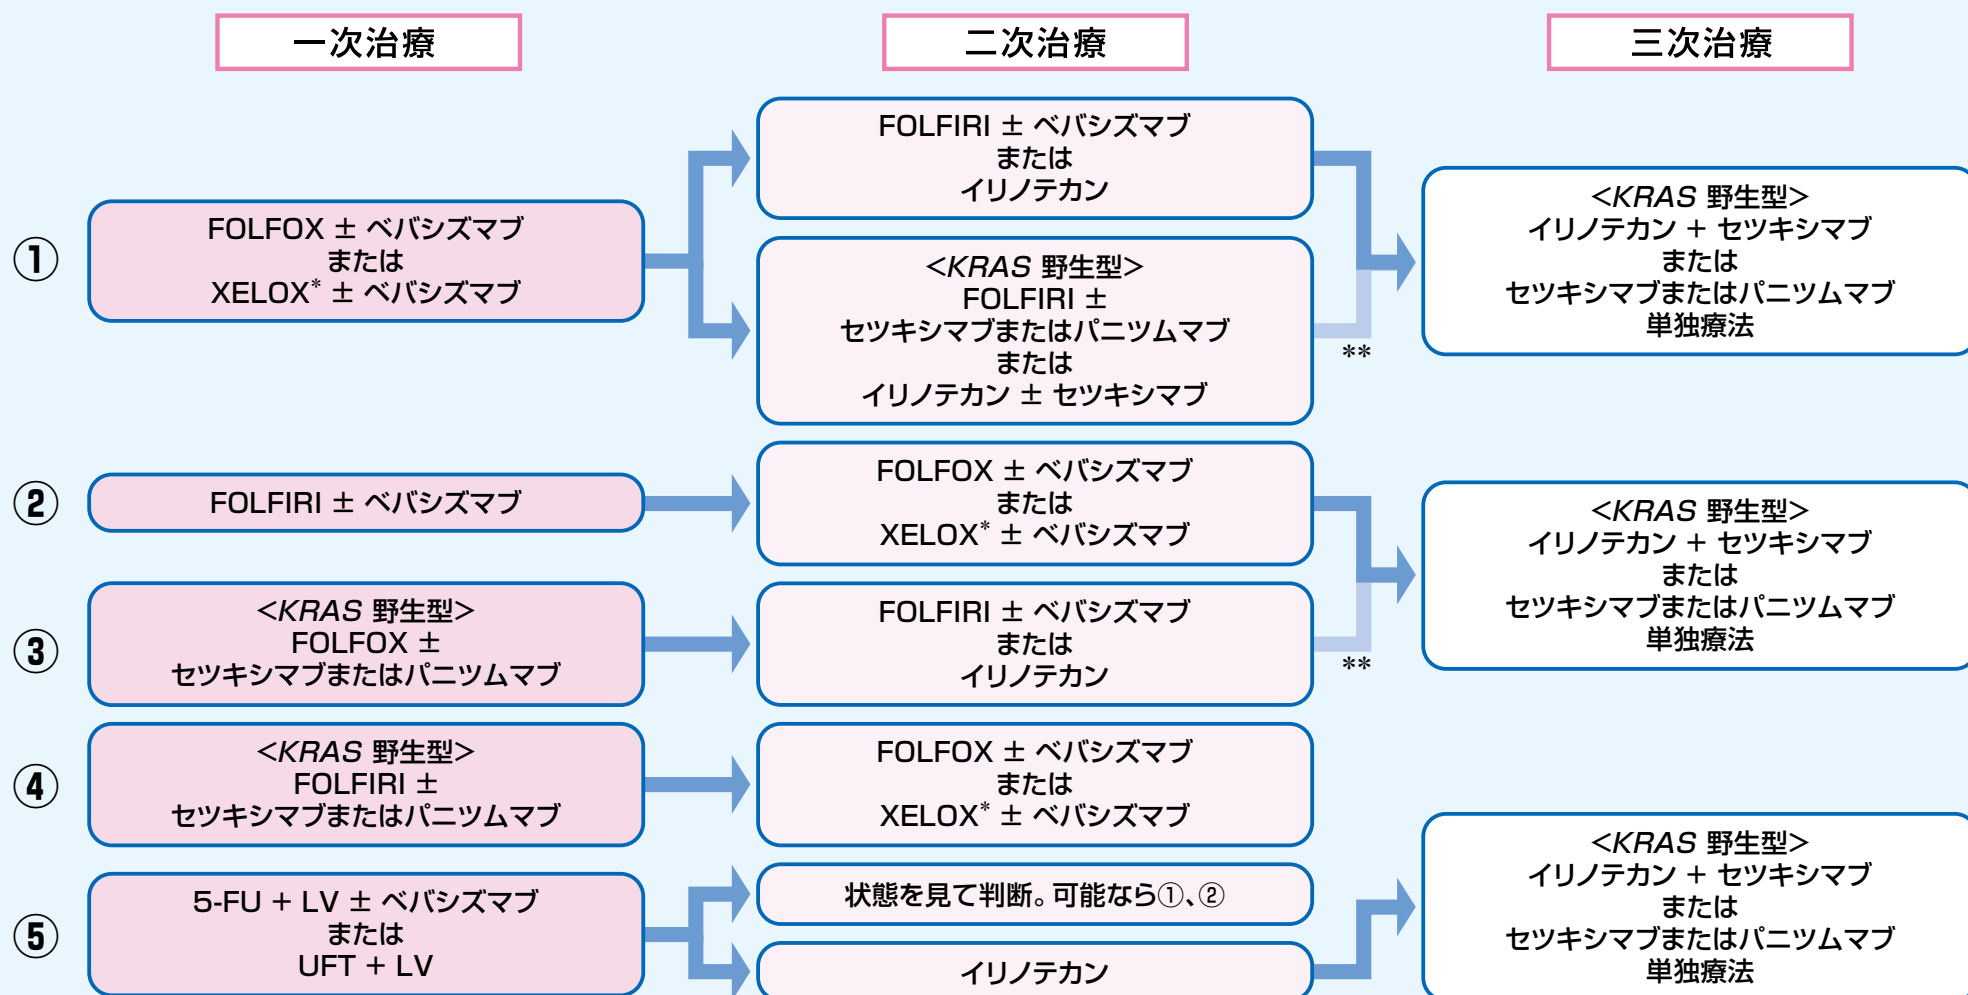 一次治療
二次治療
三次治療
①
FOLFOX ± ベバシズマブ
または
XELOX* ± ベバシズマブ
FOLFIRI ± ベバシズマブ
または
イリノテカン
<KRAS 野生型>
FOLFIRI ±
セツキシマブまたはパニツムマブ
または
イリノテカン ± セツキシマブ
**
<KRAS 野生型>
イリノテカン + セツキシマブ
または
セツキシマブまたはパニツムマブ
単独療法
②
FOLFIRI ± ベバシズマブ
FOLFOX ± ベバシズマブ
または
XELOX* ± ベバシズマブ
③
<KRAS 野生型>
FOLFOX ±
セツキシマブまたはパニツムマブ
FOLFIRI ± ベバシズマブ
または
イリノテカン
**
<KRAS 野生型>
イリノテカン + セツキシマブ
または
セツキシマブまたはパニツムマブ
単独療法
④
<KRAS 野生型>
FOLFIRI ±
セツキシマブまたはパニツムマブ
FOLFOX ± ベバシズマブ
または
XELOX* ± ベバシズマブ
⑤
5-FU + LV ± ベバシズマブ
または
UFT + LV
状態を見て判断。可能なら①、②
イリノテカン
<KRAS 野生型>
イリノテカン + セツキシマブ
または
セツキシマブまたはパニツムマブ
単独療法